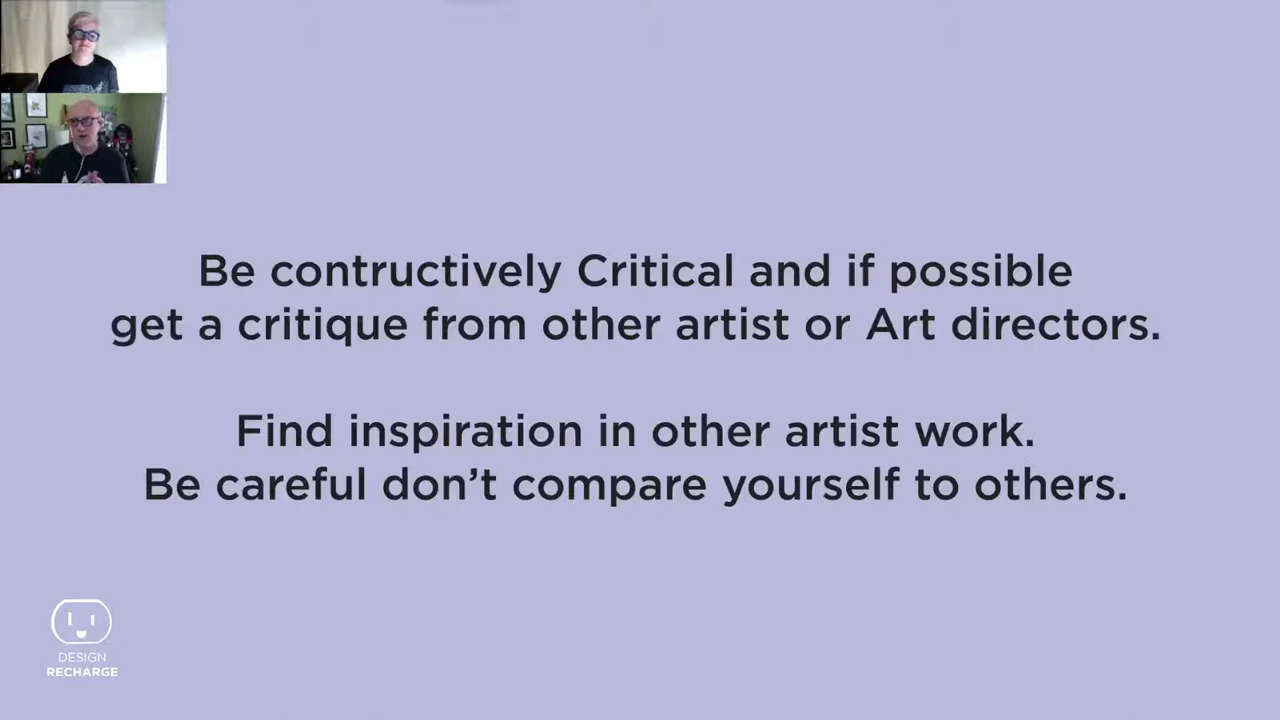 Be contructively Critical and if possible
get a critique from other artist or Art directors.
Find inspiration in other artist work.
Be careful don’t compare yourself to others.
DESIGN
RECHARGE